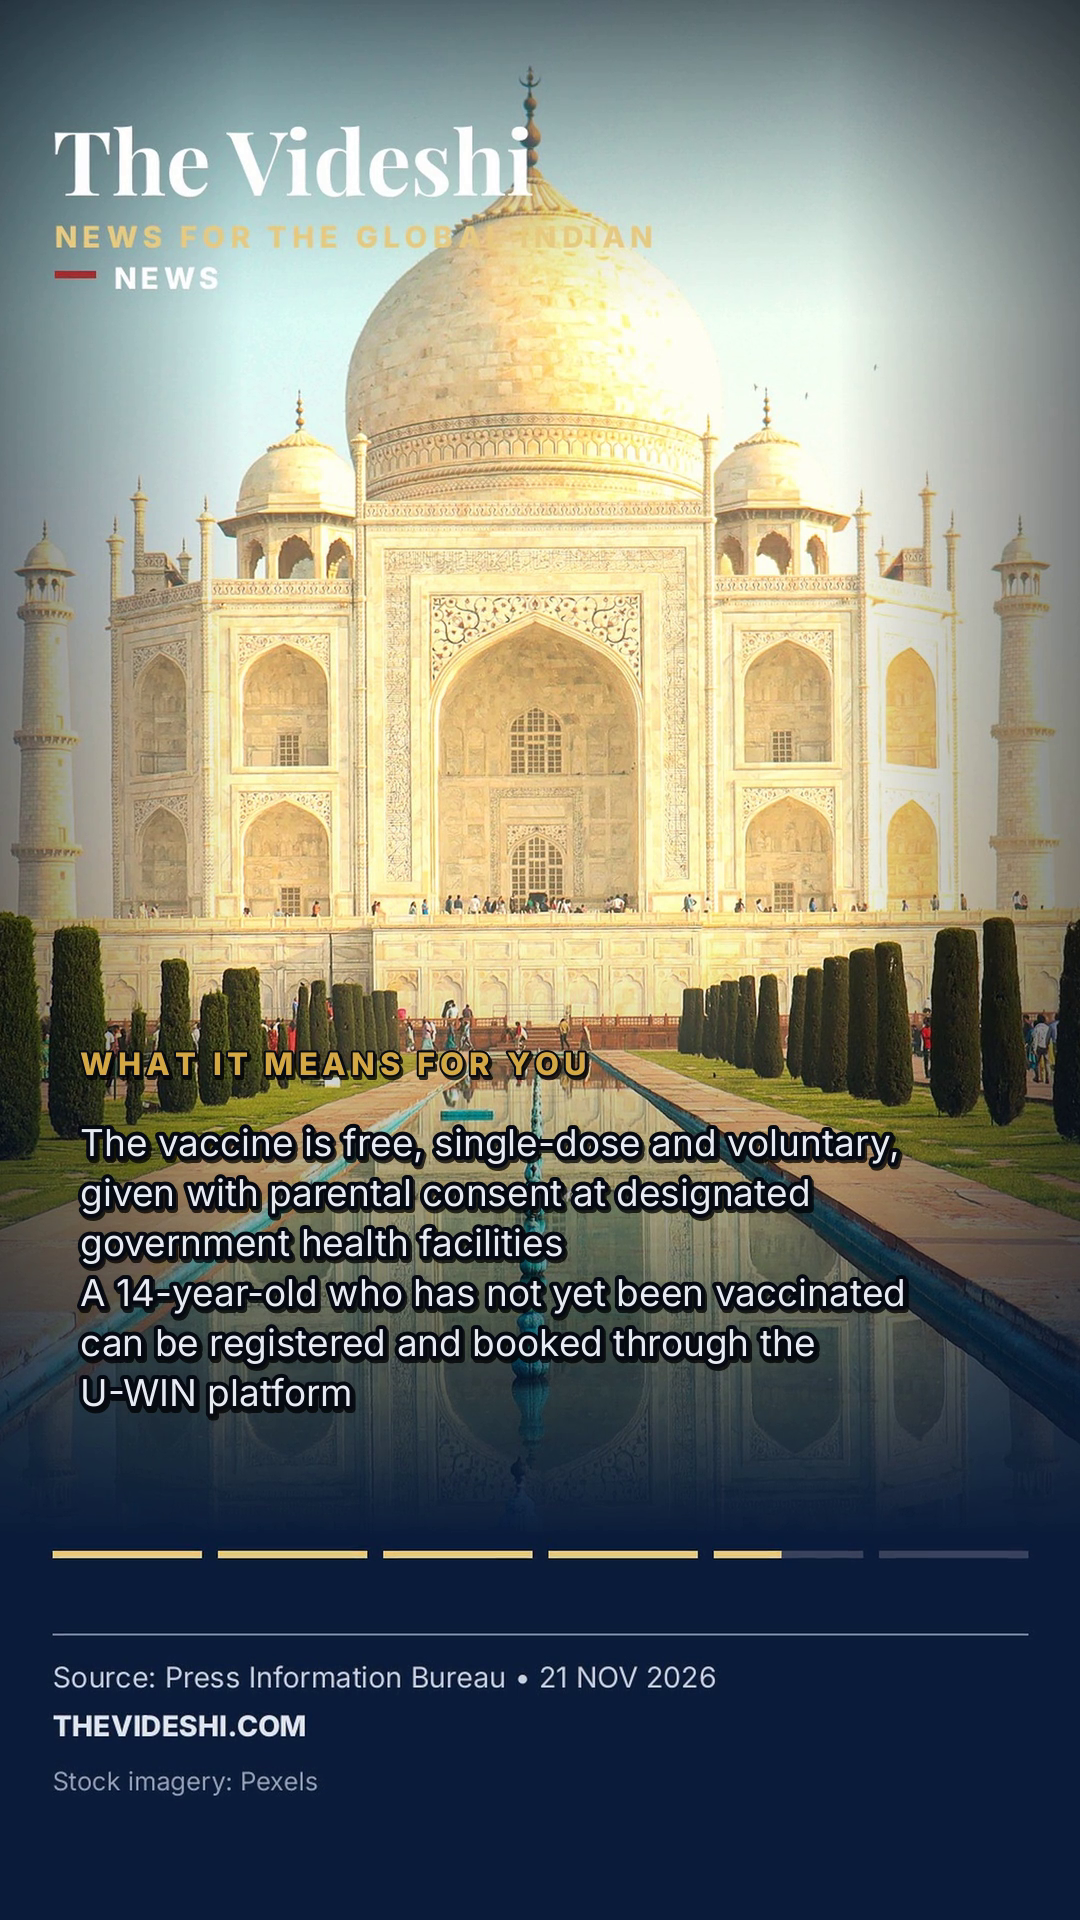 The Videshi
NEWS FOR THE GLOBAL INDIAN
NEWS
WHAT IT MEANS FOR YOU
The vaccine is free, single-dose and voluntary,
given with parental consent at designated
government health facilities
A 14-year-old who has not yet been vaccinated
can be registered and booked through the
U-WIN platform
Source: Press Information Bureau • 21 NOV 2026
THEVIDESHI.COM
Stock imagery: Pexels